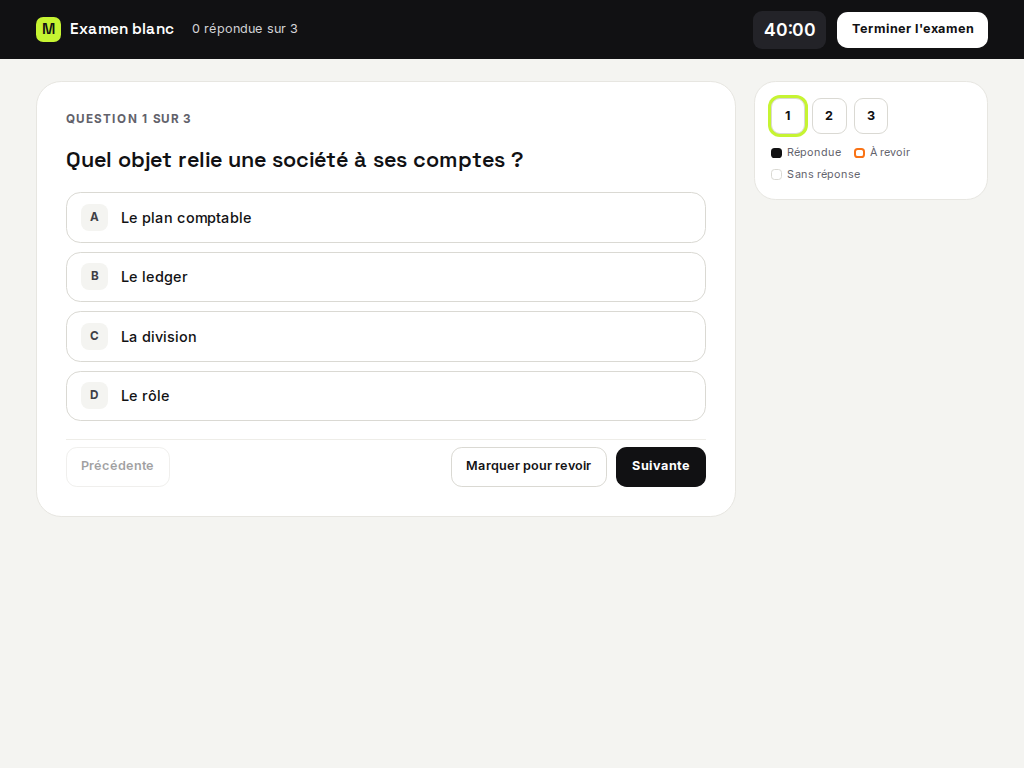 M Examen blanc 0 répondue sur 3 40:00 Terminer l'examen
QUESTION 1 SUR 3
Quel objet relie une société à ses comptes ?
A Le plan comptable
B Le ledger
C La division
D Le rôle
Précédente Marquer pour revoir Suivante
1 2 3
Répondue À revoir
Sans réponse